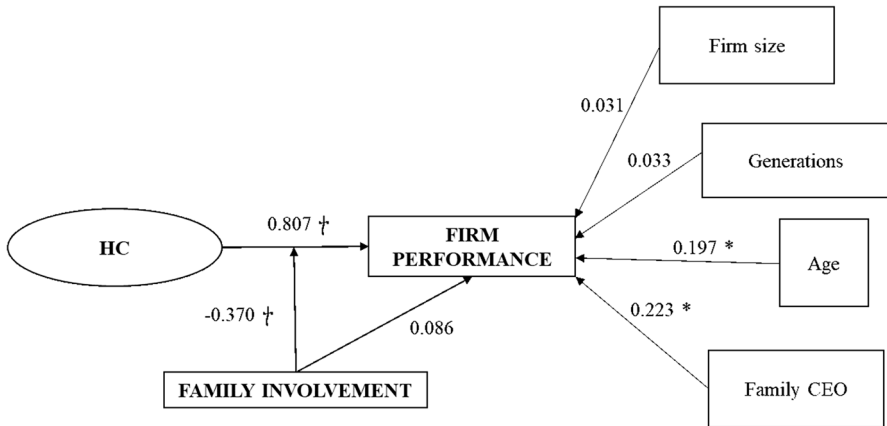 Firm size
0.031
0.033
Generations
0.807 †
HC
FIRM
PERFORMANCE
0.197 *
Age
-0.370 †
0.086
0.223 *
FAMILY INVOLVEMENT
Family CEO